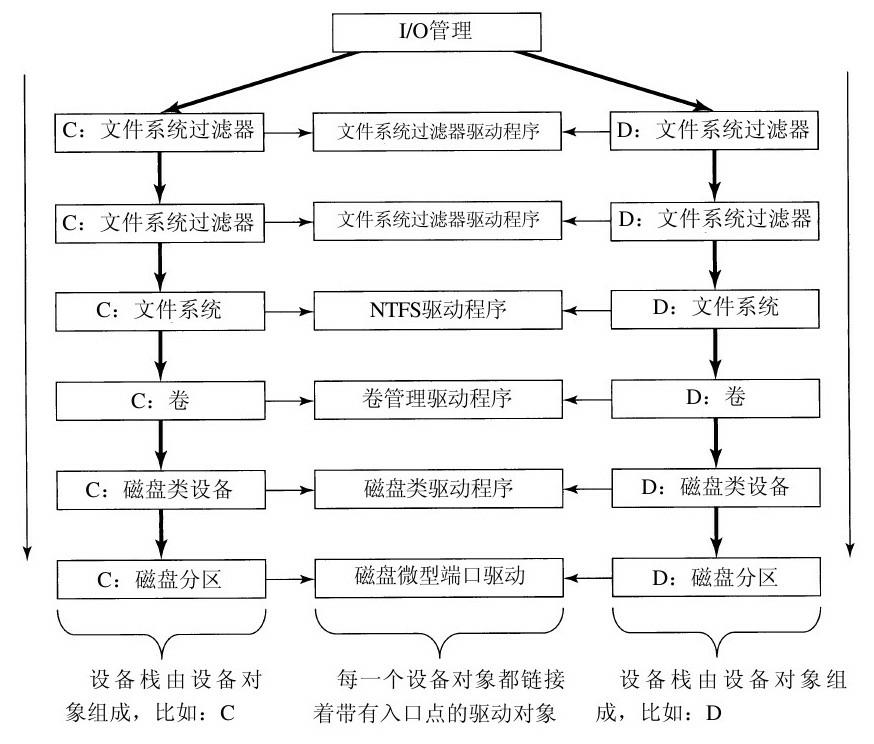 I/O管理
C：文件系统过滤器
文件系统过滤器驱动程序
D：文件系统过滤器
C：文件系统过滤器
文件系统过滤器驱动程序
D：文件系统过滤器
C：文件系统
NTFS驱动程序
D：文件系统
C：卷
卷管理驱动程序
D：卷
C：磁盘类设备
磁盘类驱动程序
D：磁盘类设备
C：磁盘分区
磁盘微型端口驱动
D：磁盘分区
设备栈由设备对
象组成，比如：C
每一个设备对象都链接
着带有入口点的驱动对象
设备栈由设备对象组
成，比如：D